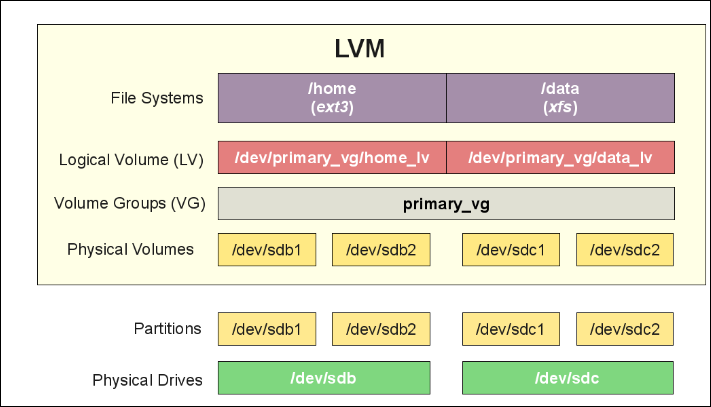 LVM
File Systems
/home
(ext3)
/data
(xfs)
Logical Volume (LV)
/dev/primary_vg/home_lv
/dev/primary_vg/data_lv
Volume Groups (VG)
primary_vg
Physical Volumes
/dev/sdb1
/dev/sdb2
/dev/sdc1
/dev/sdc2
Partitions
/dev/sdb1
/dev/sdb2
/dev/sdc1
/dev/sdc2
Physical Drives
/dev/sdb
/dev/sdc